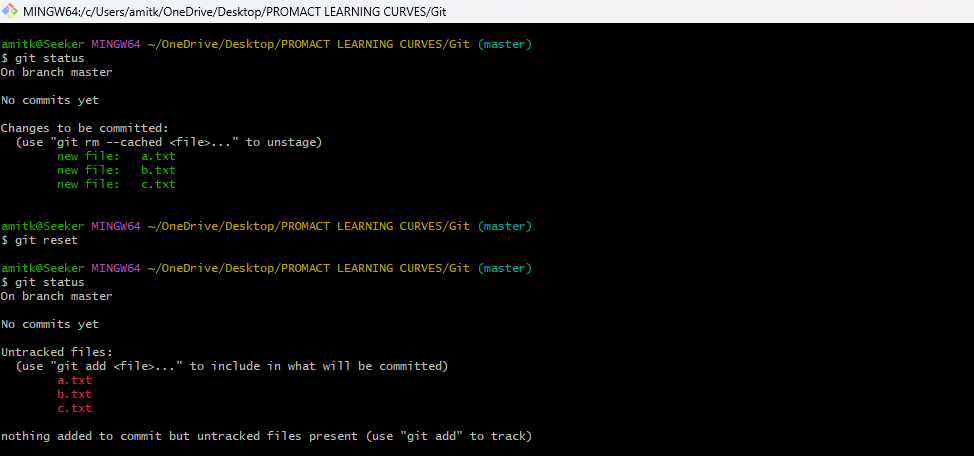 MINGW64:/c/Users/amitk/OneDrive/Desktop/PROMACT LEARNING CURVES/Git
amitk@Seeker MINGW64 ~/OneDrive/Desktop/PROMACT LEARNING CURVES/Git (master)
$ git status
On branch master
No commits yet
Changes to be committed:
(use "git rm --cached <file>..." to unstage)
new file:   a.txt
new file:   b.txt
new file:   c.txt
amitk@Seeker MINGW64 ~/OneDrive/Desktop/PROMACT LEARNING CURVES/Git (master)
$ git reset
amitk@Seeker MINGW64 ~/OneDrive/Desktop/PROMACT LEARNING CURVES/Git (master)
$ git status
On branch master
No commits yet
Untracked files:
(use "git add <file>..." to include in what will be committed)
a.txt
b.txt
c.txt
nothing added to commit but untracked files present (use "git add" to track)